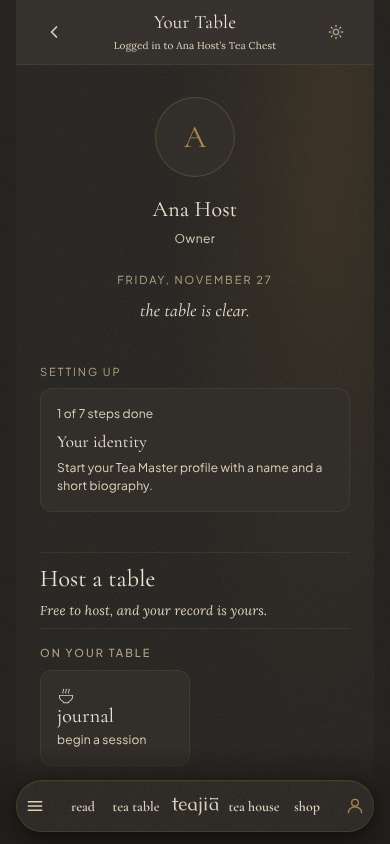 Your Table
Logged in to Ana Host's Tea Chest
A
Ana Host
Owner
FRIDAY, NOVEMBER 27
the table is clear.
SETTING UP
1 of 7 steps done
Your identity
Start your Tea Master profile with a name and a
short biography.
Host a table
Free to host, and your record is yours.
ON YOUR TABLE
journal
begin a session
read tea table teajiā tea house shop